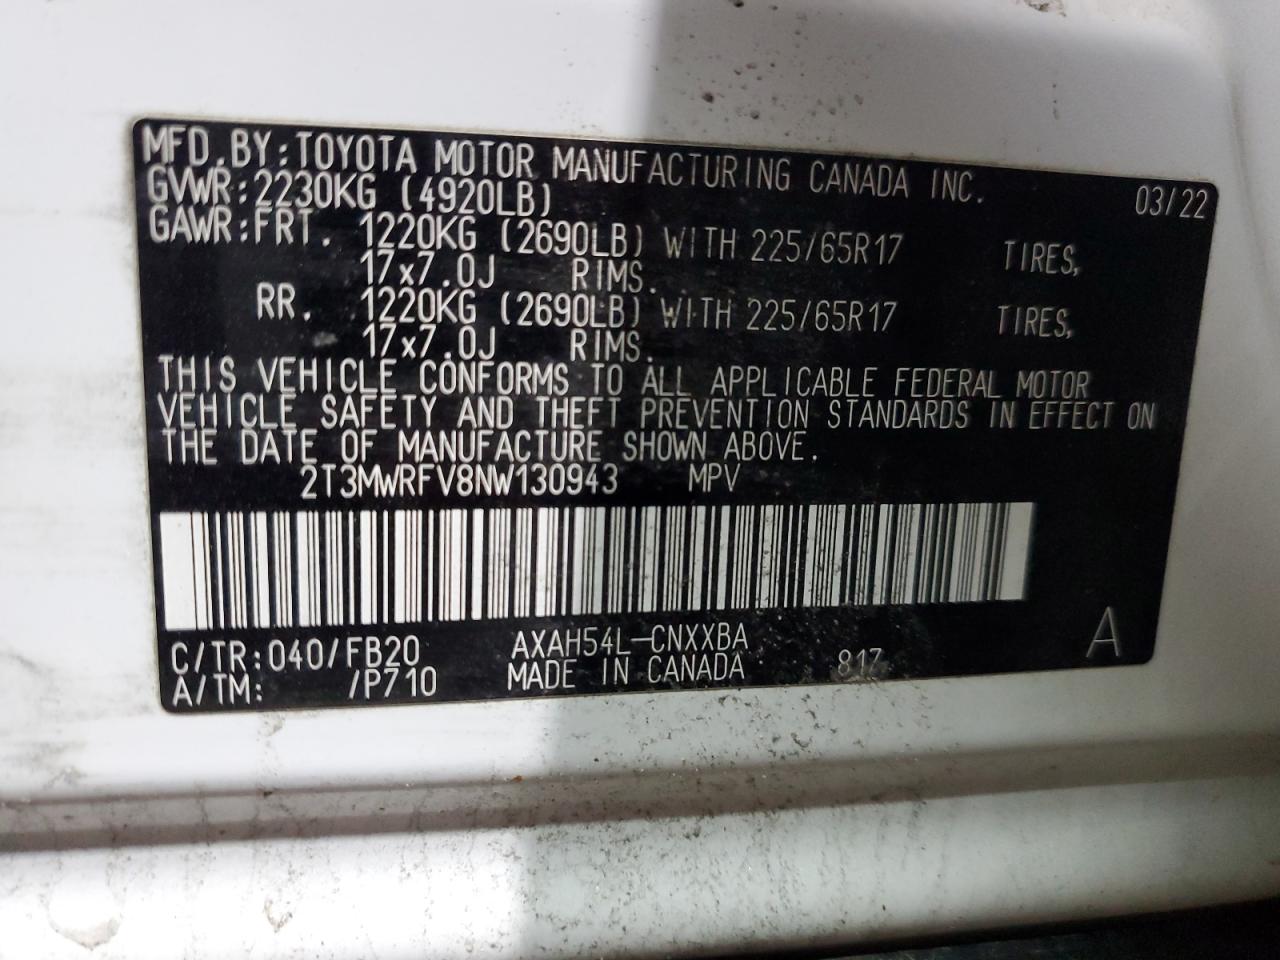 MFD.BY:TOYOTA MOTOR MANUFACTURING CANADA INC. 03/22
GVWR:2230KG (4920LB)
GAWR:FRT. 1220KG (2690LB) WITH 225/65R17 TIRES,
17x7.0J RIMS.
RR. 1220KG (2690LB) WITH 225/65R17 TIRES,
17x7.0J RIMS.
THIS VEHICLE CONFORMS TO ALL APPLICABLE FEDERAL MOTOR
VEHICLE SAFETY AND THEFT PREVENTION STANDARDS IN EFFECT ON
THE DATE OF MANUFACTURE SHOWN ABOVE.
2T3MWRFV8NW130943 MPV
C/TR:040/FB20 AXAH54L-CNXXBA A
A/TM: /P710 MADE IN CANADA 817